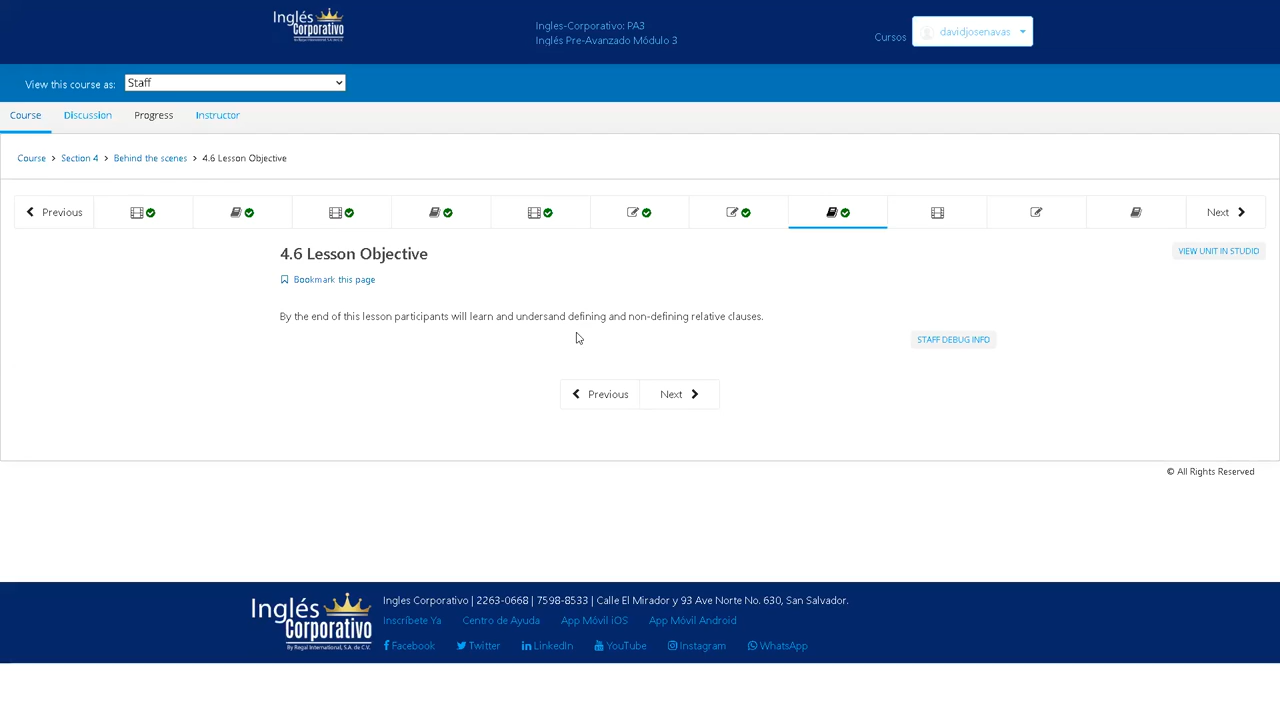 Inglés
Corporativo
Ingles-Corporativo: PA3
Inglés Pre-Avanzado Módulo 3
Cursos
davidjosenavas
View this course as:
Staff
Course
Discussion
Progress
Instructor
Course > Section 4 > Behind the scenes > 4.6 Lesson Objective
Previous
Next
4.6 Lesson Objective
VIEW UNIT IN STUDIO
Bookmark this page
By the end of this lesson participants will learn and undersand defining and non-defining relative clauses.
STAFF DEBUG INFO
Previous
Next
© All Rights Reserved
Inglés
Corporativo
By Regal International, S.A. de C.V.
Ingles Corporativo | 2263-0668 | 7598-8533 | Calle El Mirador y 93 Ave Norte No. 630, San Salvador.
Inscríbete Ya
Centro de Ayuda
App Móvil iOS
App Móvil Android
Facebook
Twitter
LinkedIn
YouTube
Instagram
WhatsApp